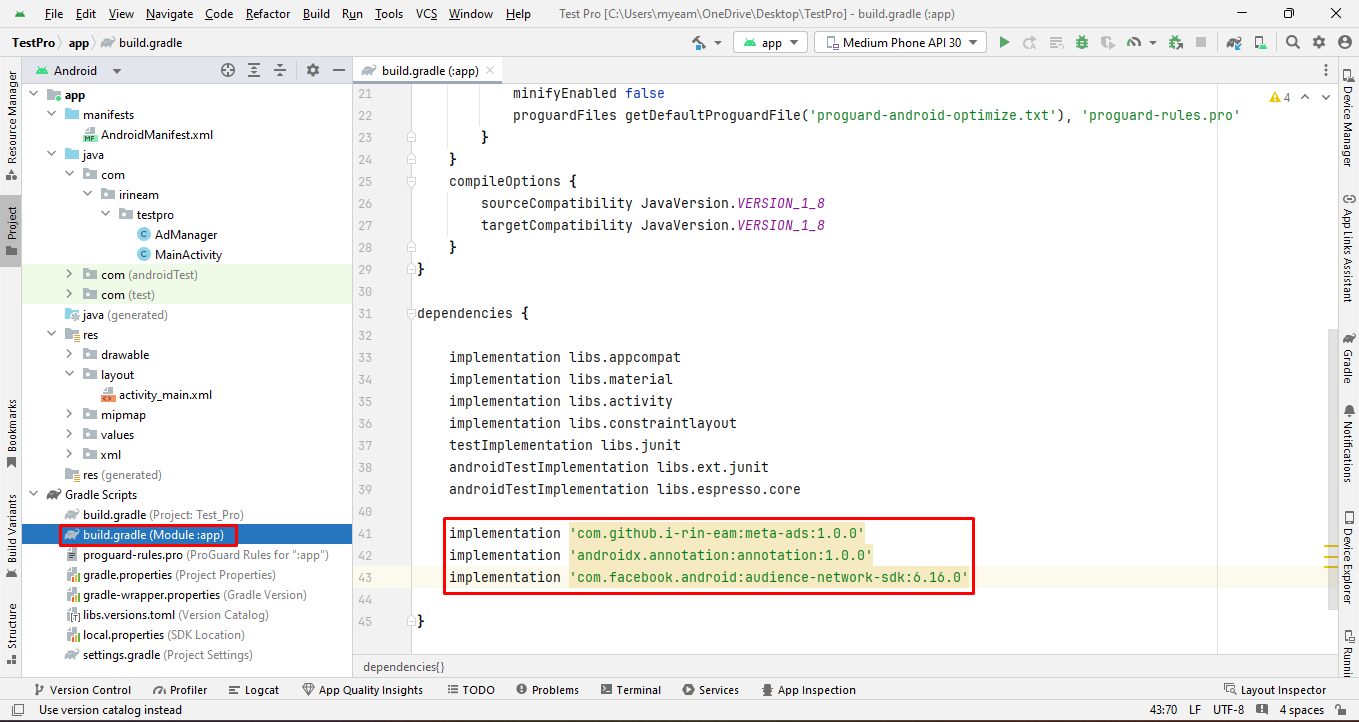 File Edit View Navigate Code Refactor Build Run Tools VCS Window Help Test Pro [C:\Users\myeam\OneDrive\Desktop\TestPro] - build.gradle (:app)
TestPro app build.gradle app Medium Phone API 30
Android
build.gradle (:app)
Resource Manager
Project
Bookmarks
Build Variants
Structure
app
manifests
AndroidManifest.xml
java
com
irineam
testpro
AdManager
MainActivity
com (androidTest)
com (test)
java (generated)
res
drawable
layout
activity_main.xml
mipmap
values
xml
res (generated)
Gradle Scripts
build.gradle (Project: Test_Pro)
build.gradle (Module :app)
proguard-rules.pro (ProGuard Rules for ":app")
gradle.properties (Project Properties)
gradle-wrapper.properties (Gradle Version)
libs.versions.toml (Version Catalog)
local.properties (SDK Location)
settings.gradle (Project Settings)
21 minifyEnabled false
22 proguardFiles getDefaultProguardFile('proguard-android-optimize.txt'), 'proguard-rules.pro'
23 }
24 }
25 compileOptions {
26 sourceCompatibility JavaVersion.VERSION_1_8
27 targetCompatibility JavaVersion.VERSION_1_8
28 }
29 }
30
31 dependencies {
32
33 implementation libs.appcompat
34 implementation libs.material
35 implementation libs.activity
36 implementation libs.constraintlayout
37 testImplementation libs.junit
38 androidTestImplementation libs.ext.junit
39 androidTestImplementation libs.espresso.core
40
41 implementation 'com.github.i-rin-eam:meta-ads:1.0.0'
42 implementation 'androidx.annotation:annotation:1.0.0'
43 implementation 'com.facebook.android:audience-network-sdk:6.16.0'
44
45 }
4
dependencies{}
Device Manager
App Links Assistant
Gradle
Notifications
Device Explorer
Runnin
Version Control Profiler Logcat App Quality Insights TODO Problems Terminal Services App Inspection Layout Inspector
Use version catalog instead 43:70 LF UTF-8 4 spaces